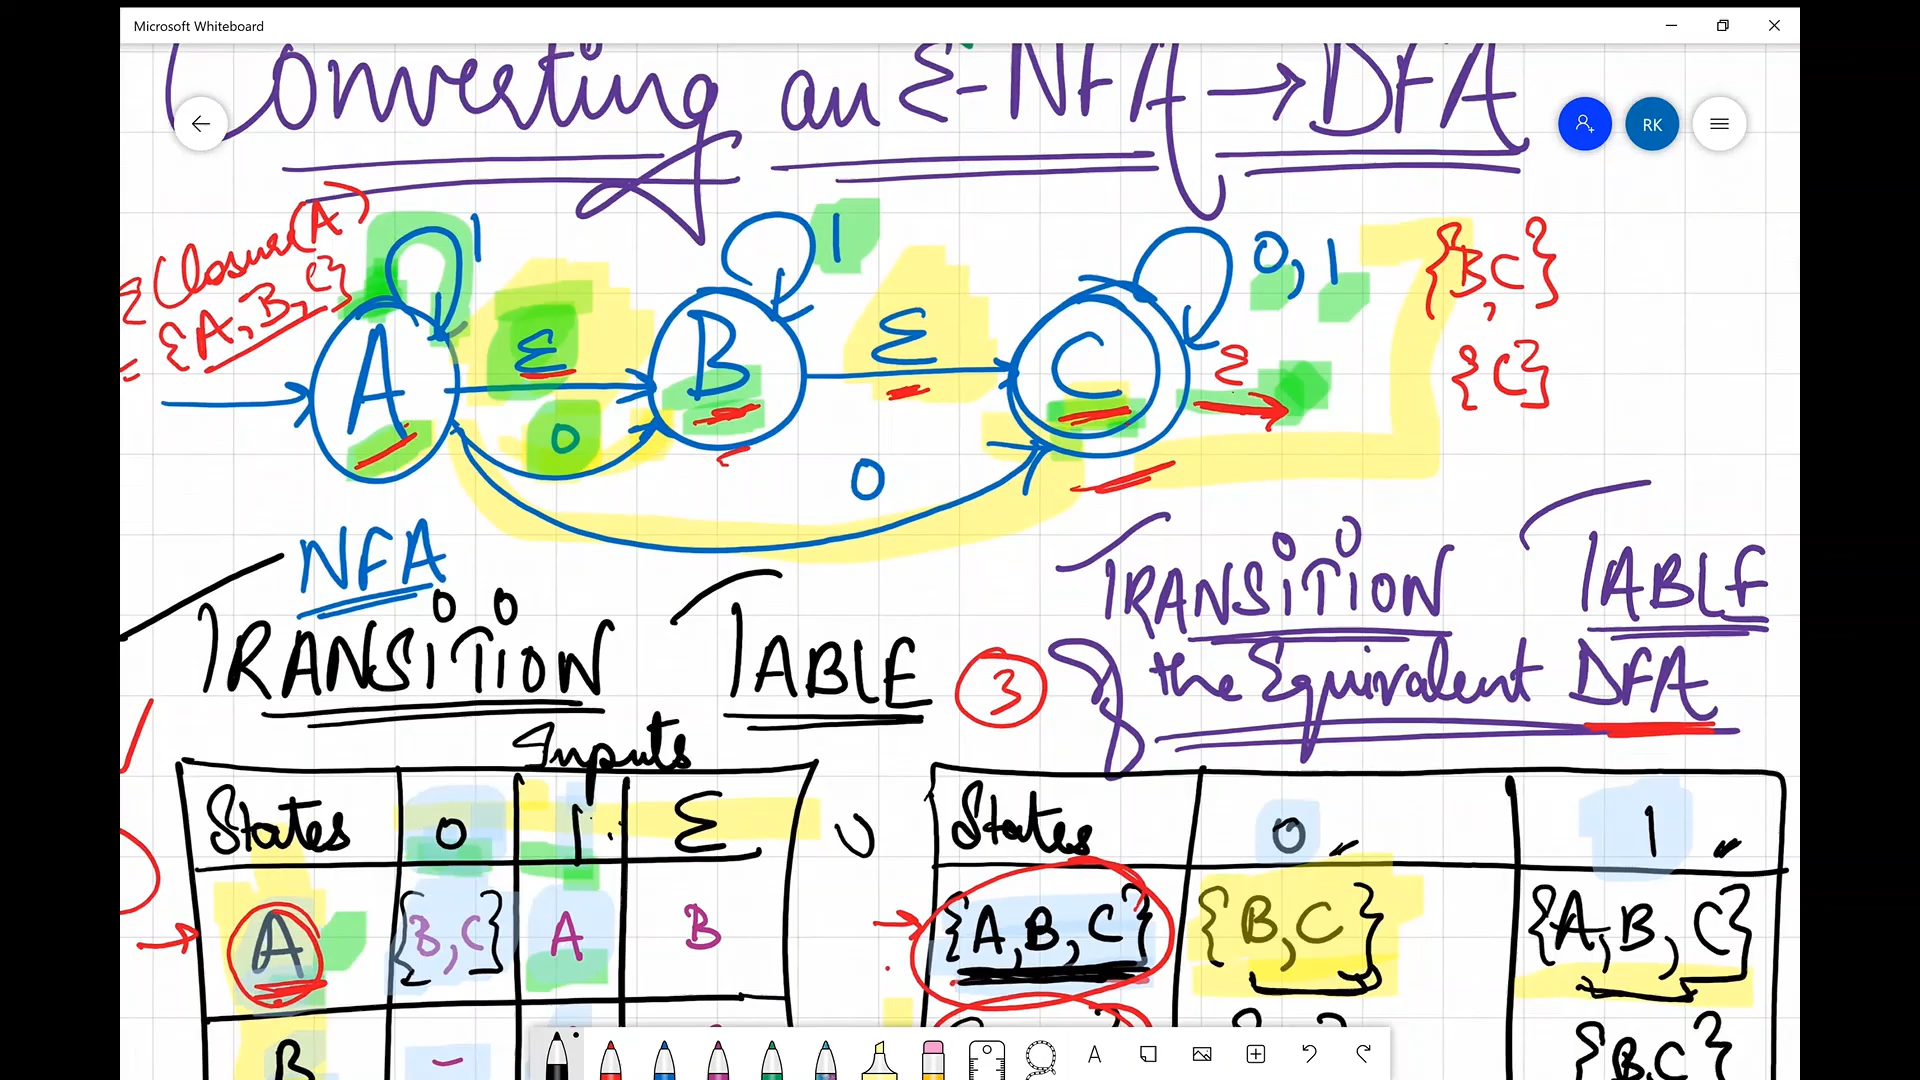 Microsoft Whiteboard
Converting an ε-NFA → DFA
RK
ε Closure(A)
= {A, B, C}
1
1
0, 1
{B, C}
{C}
A
ε
B
ε
C
ε
0
0
NFA
TRANSITION TABLE
3
TRANSITION TABLE
of the Equivalent DFA
Inputs
States 0 1 ε
A {B,C} A B
B -
States 0 1
{A,B,C} {B,C} {A,B,C}
{B,C}